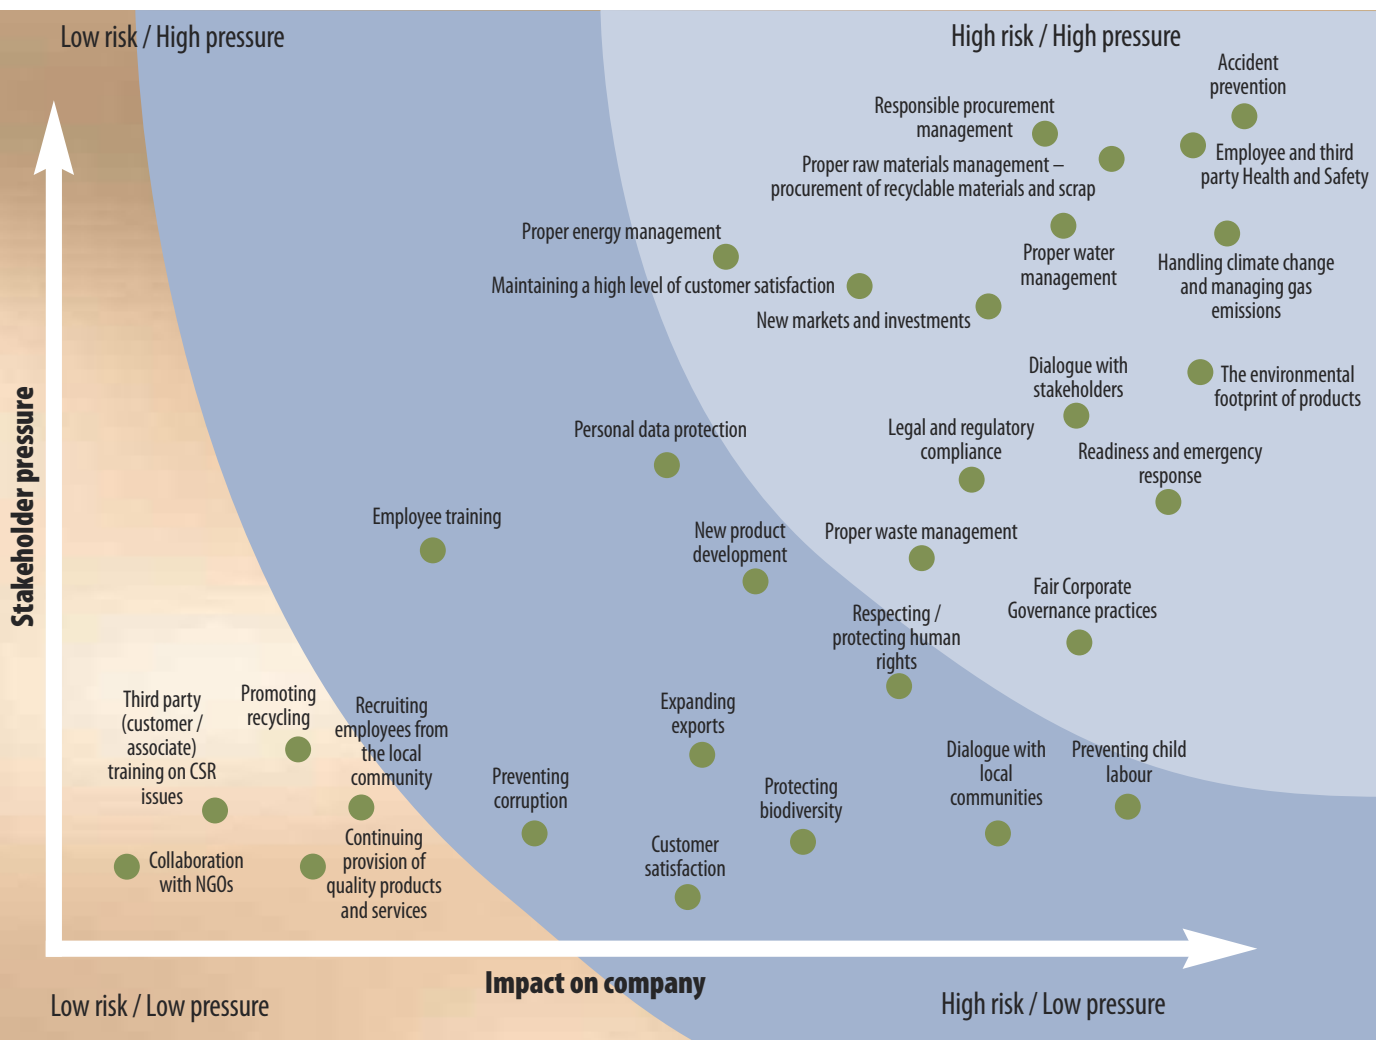 Low risk / High pressure
High risk / High pressure
Accident
prevention
Responsible procurement
management
Employee and third
party Health and Safety
Proper raw materials management –
procurement of recyclable materials and scrap
Proper energy management
Proper water
management
Handling climate change
and managing gas
emissions
Maintaining a high level of customer satisfaction
New markets and investments
Dialogue with
stakeholders
The environmental
footprint of products
Personal data protection
Legal and regulatory
compliance
Readiness and emergency
response
Employee training
New product
development
Proper waste management
Fair Corporate
Governance practices
Respecting /
protecting human
rights
Stakeholder pressure
Third party
(customer /
associate)
training on CSR
issues
Promoting
recycling
Recruiting
employees from
the local
community
Expanding
exports
Preventing
corruption
Protecting
biodiversity
Dialogue with
local
communities
Preventing child
labour
Collaboration
with NGOs
Continuing
provision of
quality products
and services
Customer
satisfaction
Impact on company
Low risk / Low pressure
High risk / Low pressure